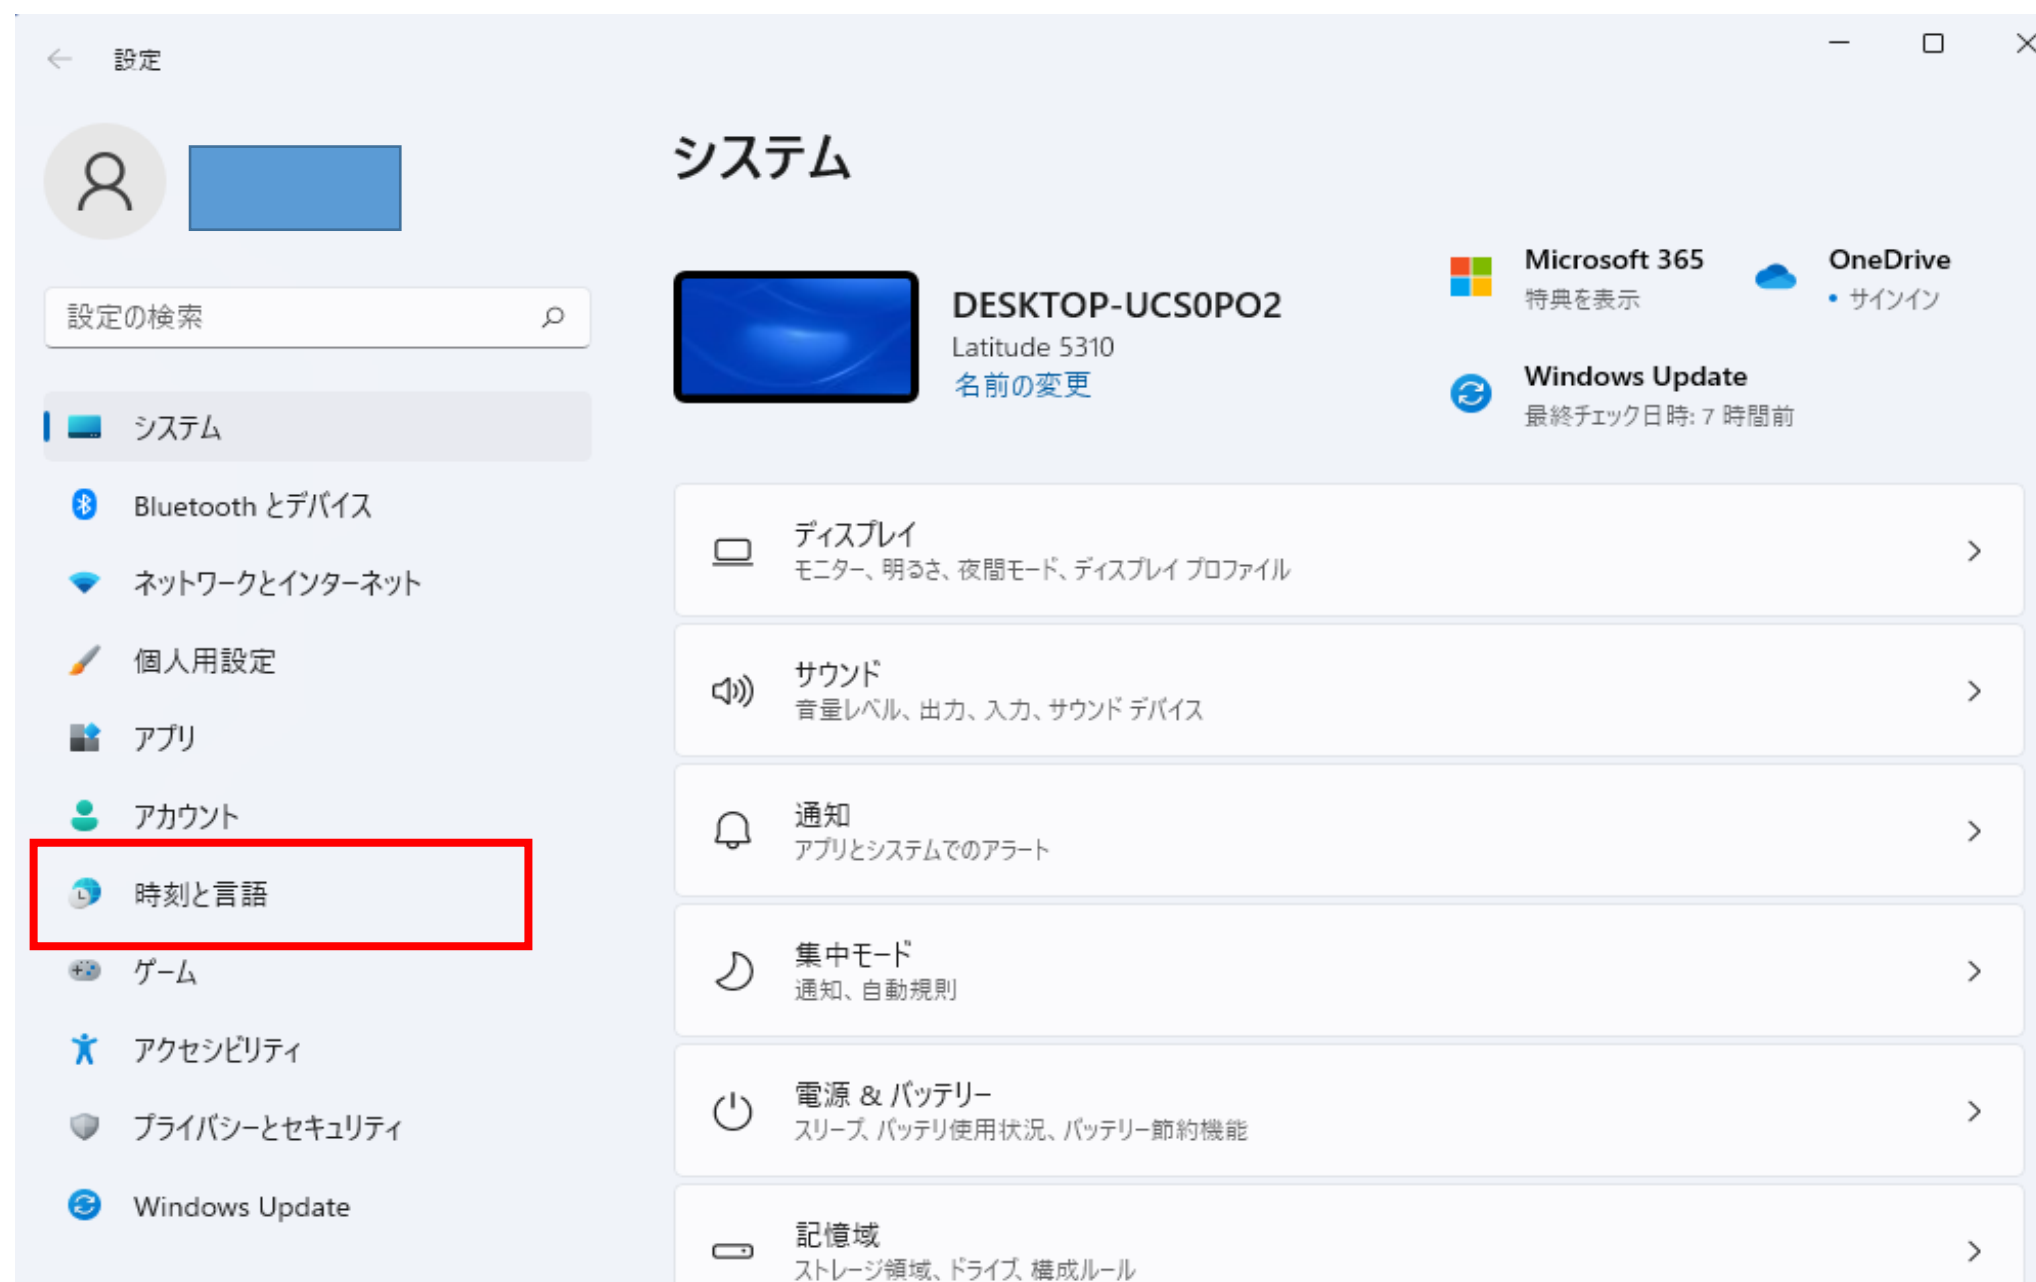 設定
設定の検索
システム
Bluetooth とデバイス
ネットワークとインターネット
個人用設定
アプリ
アカウント
時刻と言語
ゲーム
アクセシビリティ
プライバシーとセキュリティ
Windows Update
システム
DESKTOP-UCS0PO2
Latitude 5310
名前の変更
Microsoft 365
特典を表示
OneDrive
• サインイン
Windows Update
最終チェック日時: 7 時間前
ディスプレイ
モニター、明るさ、夜間モード、ディスプレイ プロファイル
サウンド
音量レベル、出力、入力、サウンド デバイス
通知
アプリとシステムでのアラート
集中モード
通知、自動規則
電源 & バッテリー
スリープ、バッテリ使用状況、バッテリー節約機能
記憶域
ストレージ領域、ドライブ、構成ルール